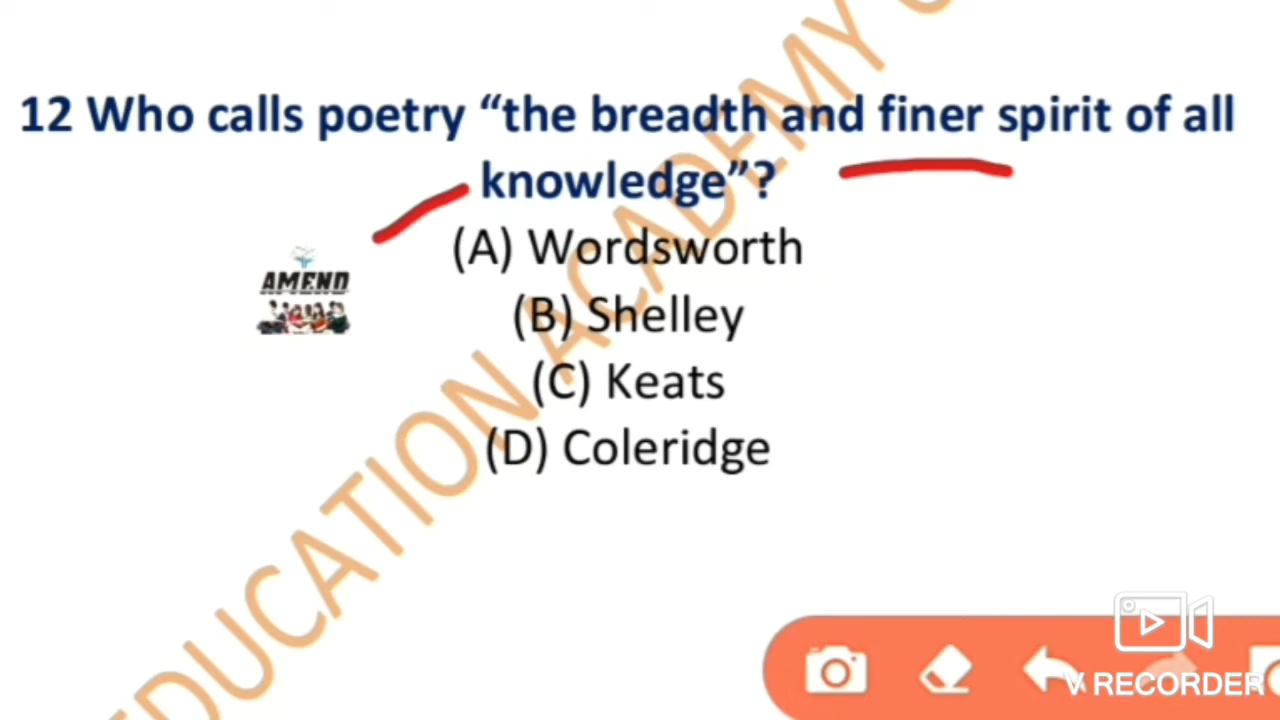 12 Who calls poetry “the breadth and finer spirit of all
knowledge”?
(A) Wordsworth
(B) Shelley
(C) Keats
(D) Coleridge
AMEND
EDUCATION ACADEMY
V RECORDER